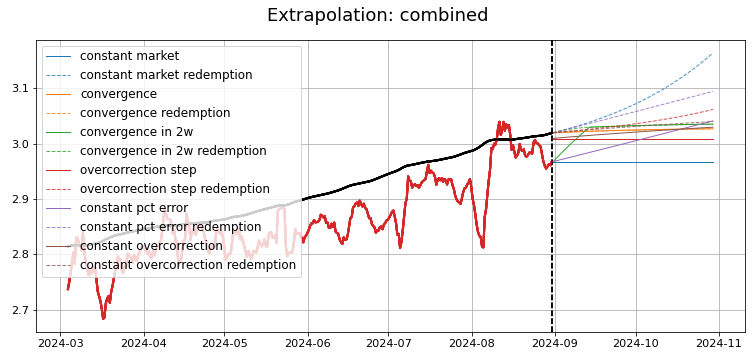 Extrapolation: combined
constant market
constant market redemption
convergence
convergence redemption
convergence in 2w
convergence in 2w redemption
overcorrection step
overcorrection step redemption
constant pct error
constant pct error redemption
constant overcorrection
constant overcorrection redemption
3.1
3.0
2.9
2.8
2.7
2024-03
2024-04
2024-05
2024-06
2024-07
2024-08
2024-09
2024-10
2024-11